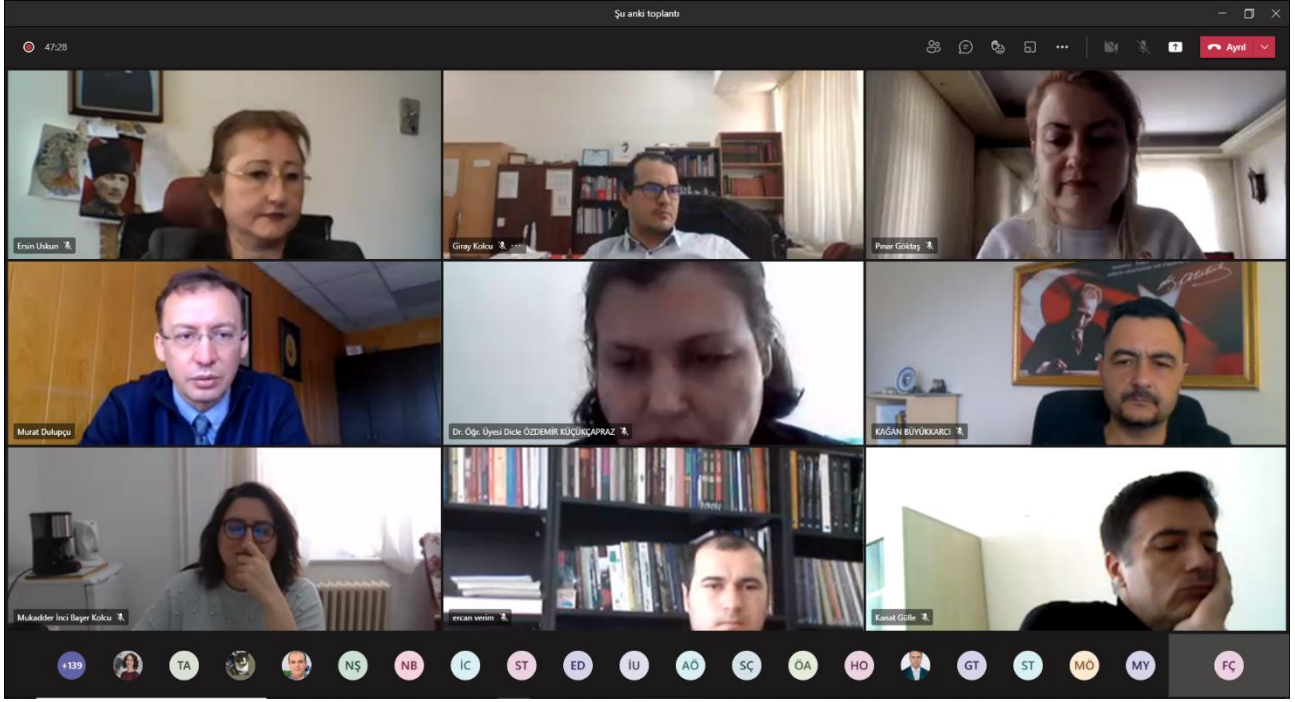 Şu anki toplantı
47:28
Ayrıl
Ersin Uskun
Giray Kolcu
Pınar Göktaş
Murat Dulupçu
Dr. Öğr. Üyesi Dicle ÖZDEMİR KÜÇÜKÇAPRAZ
KAĞAN BÜYÜKKARCI
Mukadder İnci Başer Kolcu
ercan verim
Kanat Gülle
+139 TA NŞ NB İC ST ED İU AÖ SÇ ÖA HO GT ST MÖ MY FÇ